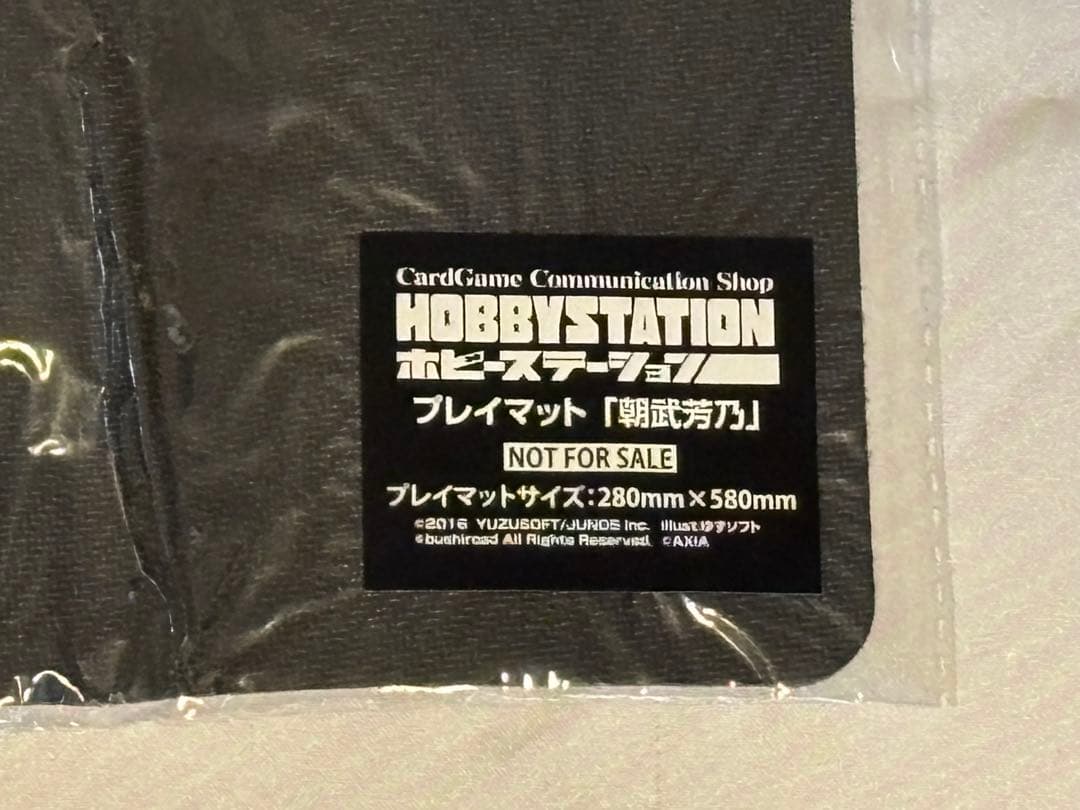 CardGame Communication Shop
HOBBYSTATION
ホビーステーション
プレイマット「朝武芳乃」
NOT FOR SALE
プレイマットサイズ:280mm×580mm
©2016 YUZUSOFT/JUNOS Inc. Illust:ゆずソフト
©bushiroad All Rights Reserved. ©AXIA